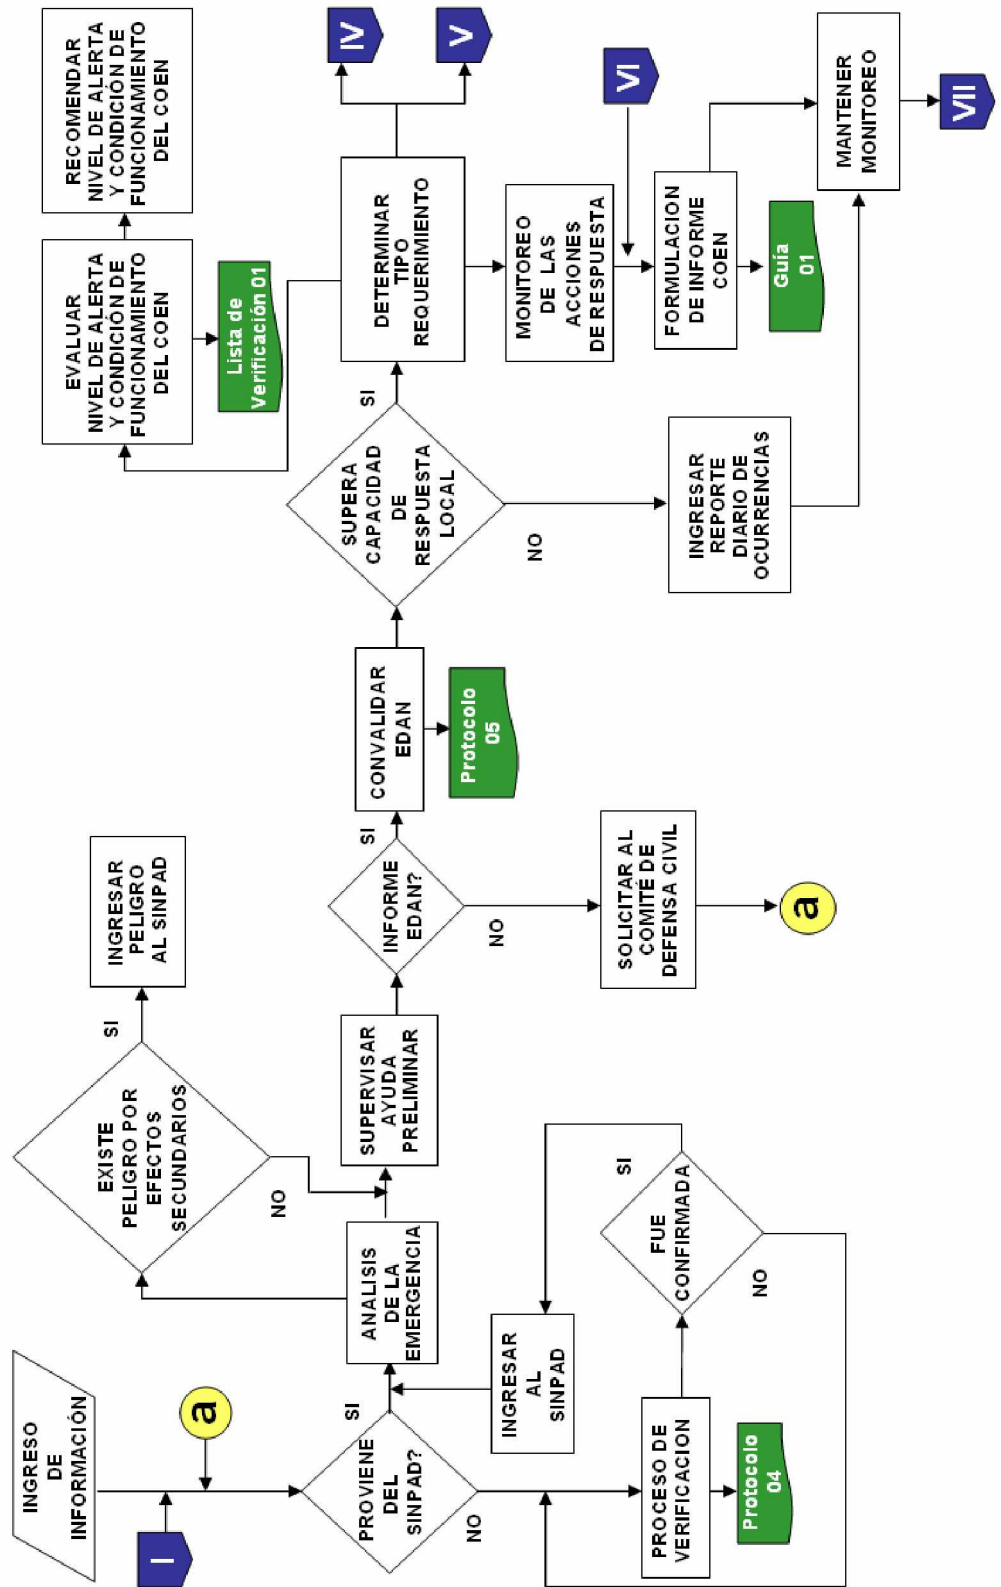 INGRESO
DE
INFORMACIÓN
I
a
PROVIENE
DEL
SINPAD?
SI
NO
PROCESO DE
VERIFICACION
Protocolo
04
FUE
CONFIRMADA
SI
NO
INGRESAR
AL
SINPAD
ANALISIS
DE LA
EMERGENCIA
EXISTE
PELIGRO POR
EFECTOS
SECUNDARIOS
SI
NO
INGRESAR
PELIGRO
AL SINPAD
SUPERVISAR
AYUDA
PRELIMINAR
INFORME
EDAN?
SI
NO
SOLICITAR AL
COMITÉ DE
DEFENSA CIVIL
a
CONVALIDAR
EDAN
Protocolo
05
SUPERA
CAPACIDAD
DE
RESPUESTA
LOCAL
SI
NO
INGRESAR
REPORTE
DIARIO DE
OCURRENCIAS
DETERMINAR
TIPO
REQUERIMIENTO
EVALUAR
NIVEL DE ALERTA
Y CONDICIÓN DE
FUNCIONAMIENTO
DEL COEN
Lista de
Verificación 01
RECOMENDAR
NIVEL DE ALERTA
Y CONDICIÓN DE
FUNCIONAMIENTO
DEL COEN
IV
V
MONITOREO
DE LAS
ACCIONES
DE RESPUESTA
VI
FORMULACION
DE INFORME
COEN
Guía
01
MANTENER
MONITOREO
VII